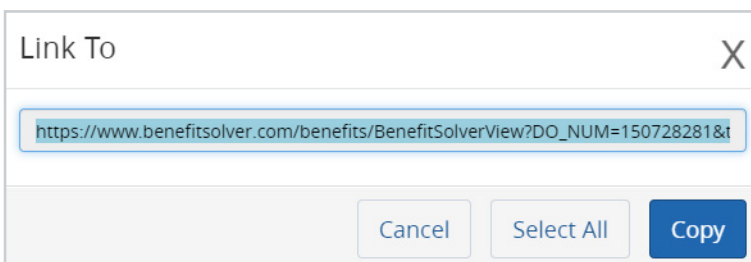 Link To X
https://www.benefitsolver.com/benefits/BenefitSolverView?DO_NUM=150728281&t
Cancel Select All Copy